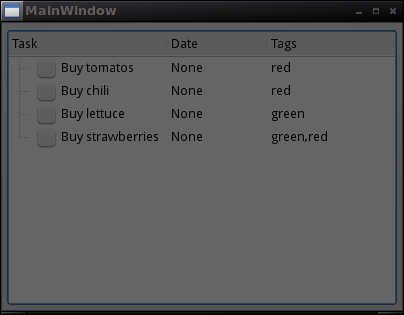 MainWindow
Task Date Tags
Buy tomatos None red
Buy chili None red
Buy lettuce None green
Buy strawberries None green,red